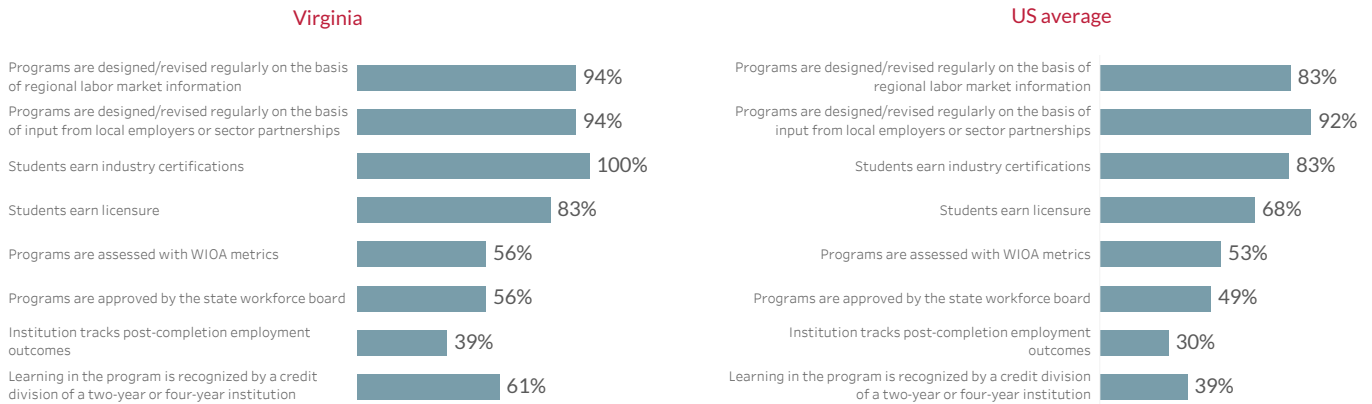 Virginia
Programs are designed/revised regularly on the basis
of regional labor market information
94%
Programs are designed/revised regularly on the basis
of input from local employers or sector partnerships
94%
Students earn industry certifications
100%
Students earn licensure
83%
Programs are assessed with WIOA metrics
56%
Programs are approved by the state workforce board
56%
Institution tracks post-completion employment
outcomes
39%
Learning in the program is recognized by a credit
division of a two-year or four-year institution
61%
US average
Programs are designed/revised regularly on the basis of
regional labor market information
83%
Programs are designed/revised regularly on the basis of
input from local employers or sector partnerships
92%
Students earn industry certifications
83%
Students earn licensure
68%
Programs are assessed with WIOA metrics
53%
Programs are approved by the state workforce board
49%
Institution tracks post-completion employment
outcomes
30%
Learning in the program is recognized by a credit division
of a two-year or four-year institution
39%